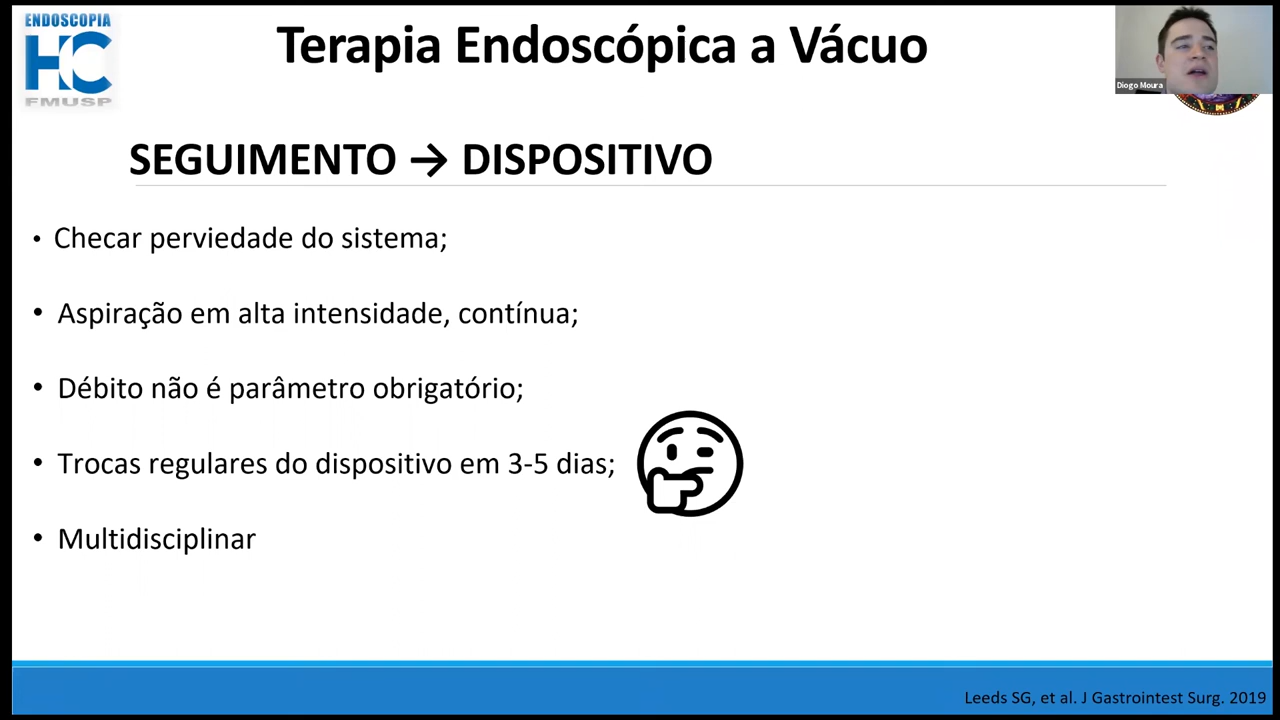 ENDOSCOPIA
HC
FMUSP
Terapia Endoscópica a Vácuo
Diogo Moura
SEGUIMENTO → DISPOSITIVO
• Checar perviedade do sistema;
• Aspiração em alta intensidade, contínua;
• Débito não é parâmetro obrigatório;
• Trocas regulares do dispositivo em 3-5 dias;
• Multidisciplinar
Leeds SG, et al. J Gastrointest Surg. 2019